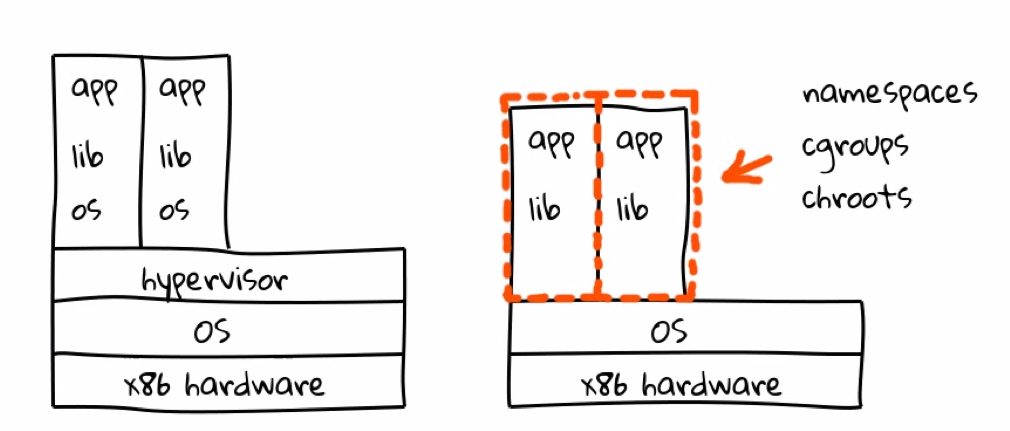 app app
lib lib
os os
hypervisor
os
x86 hardware
app app
lib lib
os
x86 hardware
namespaces
cgroups
chroots